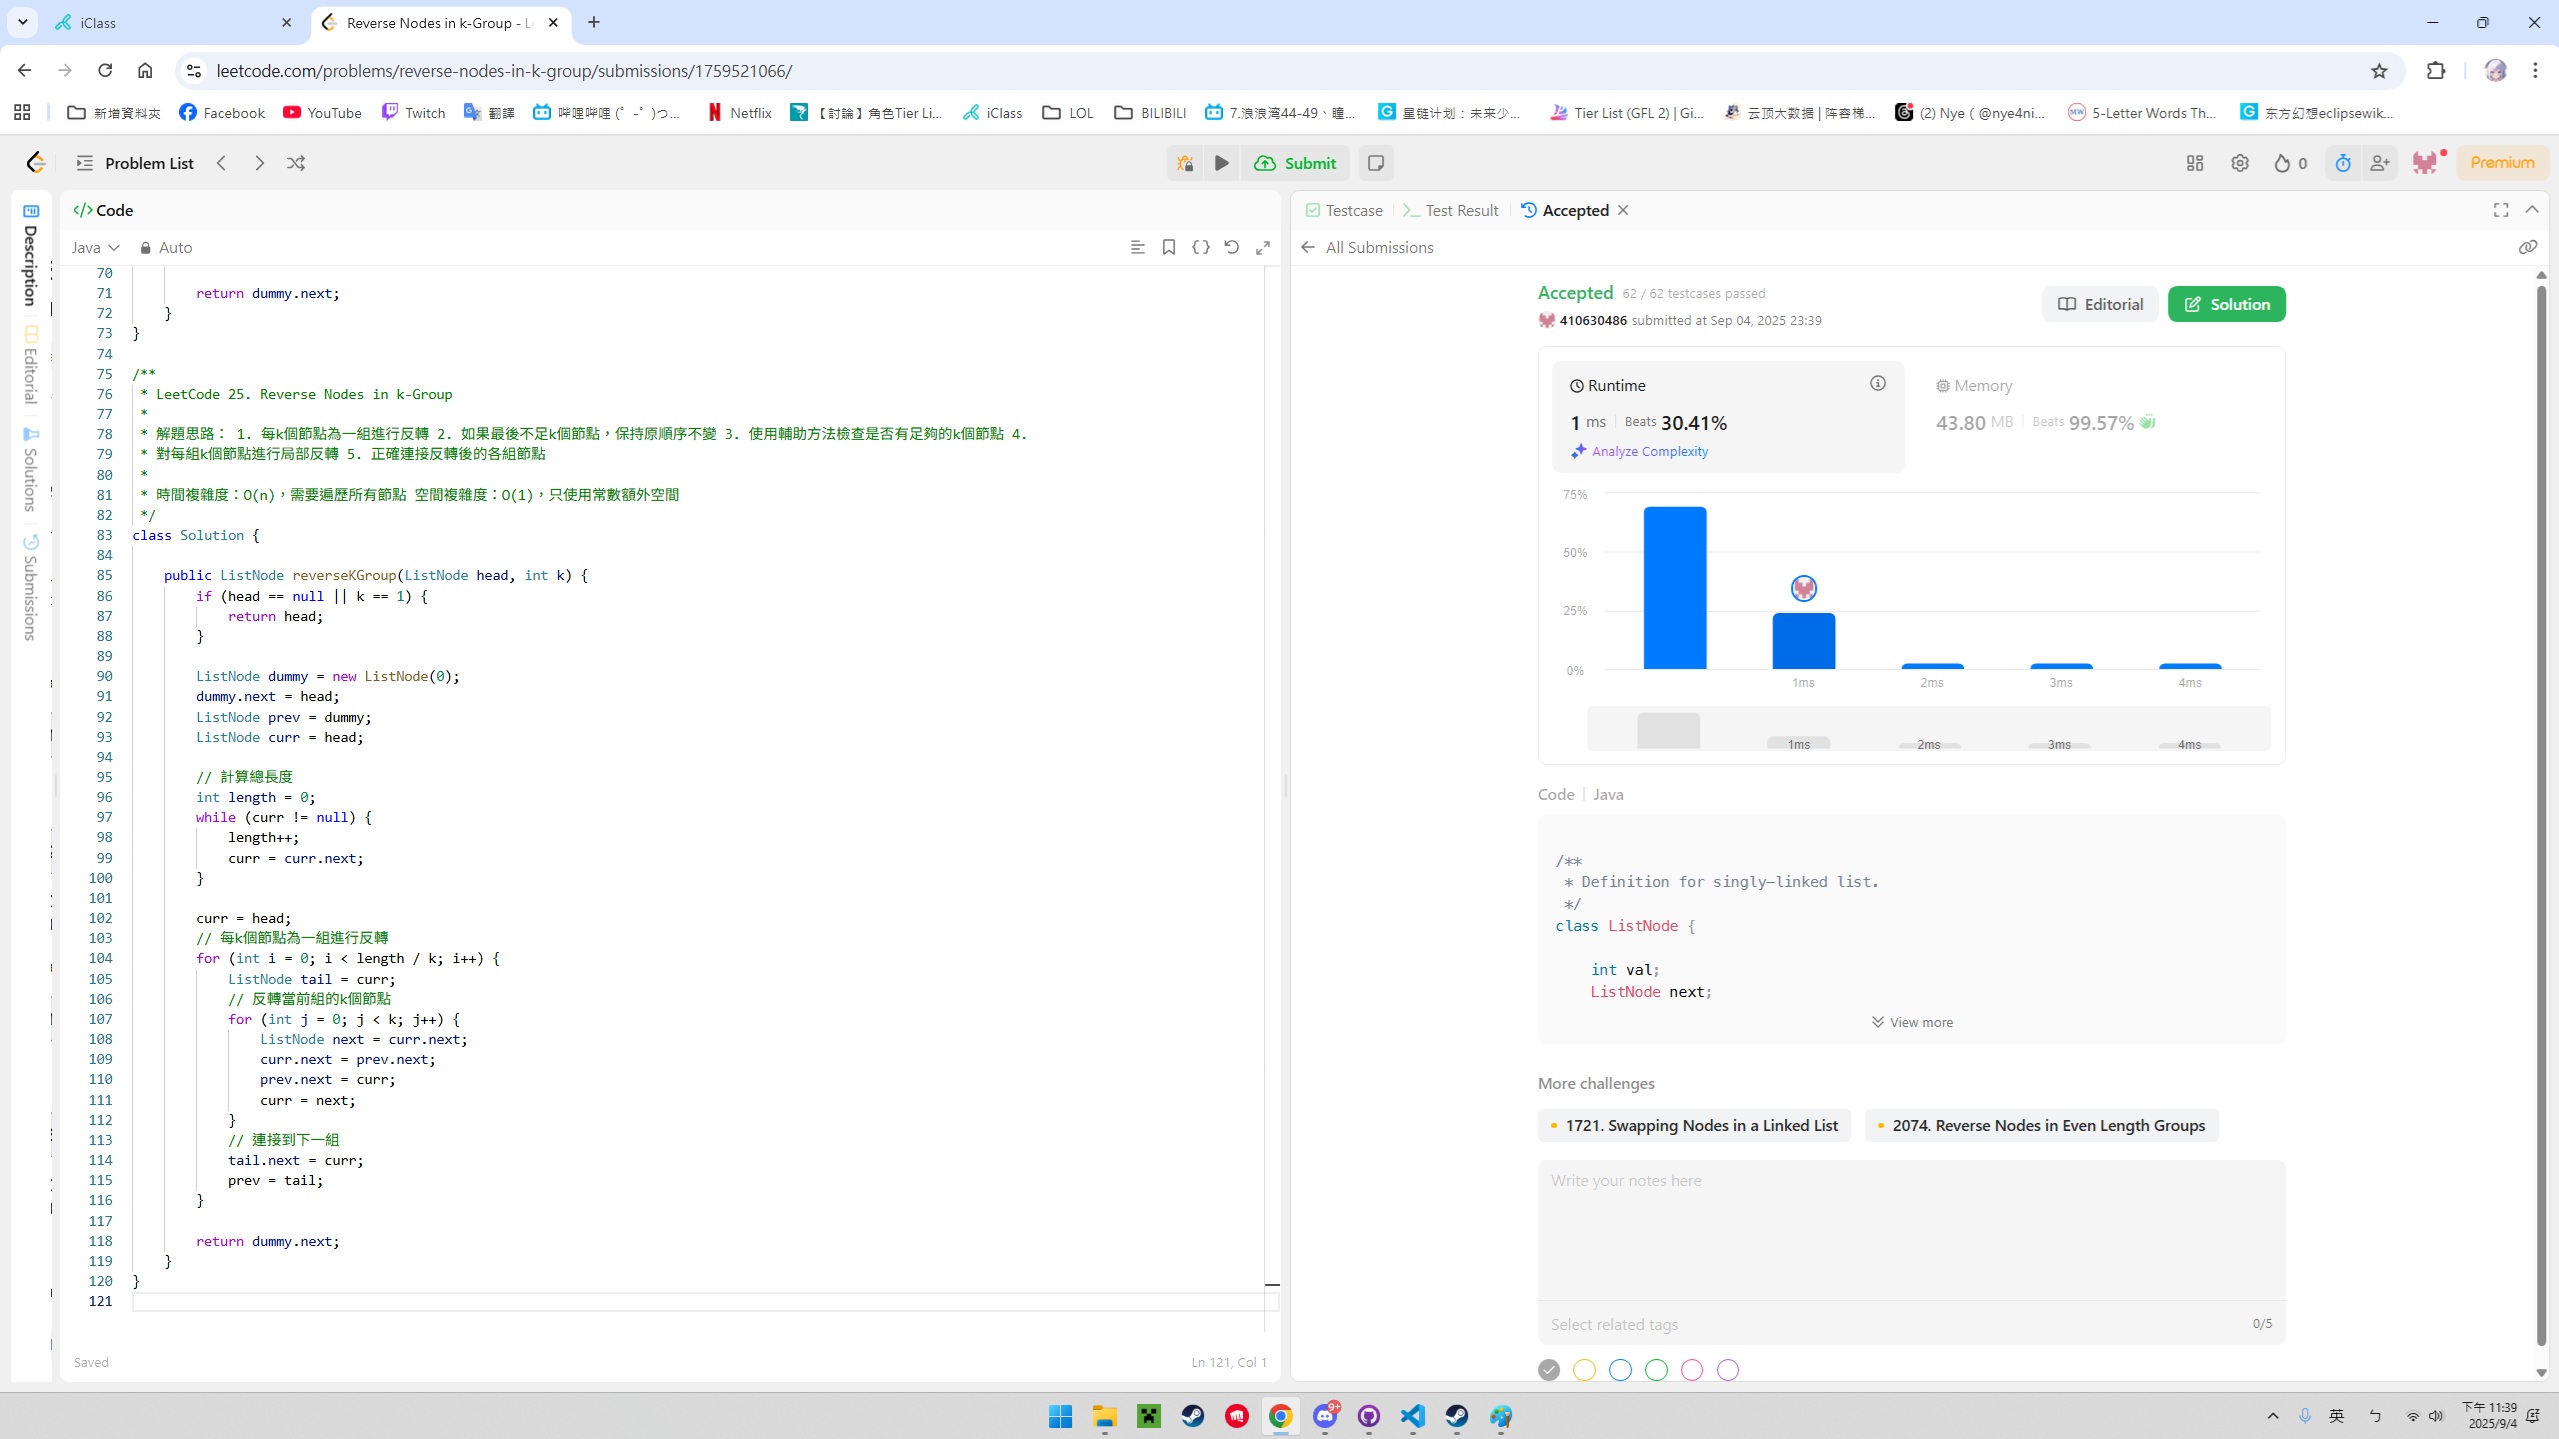 iClass
Reverse Nodes in k-Group - L
leetcode.com/problems/reverse-nodes-in-k-group/submissions/1759521066/
新增資料夾
Facebook
YouTube
Twitch
翻譯
哔哩哔哩 (゜-゜)つ...
Netflix
【討論】角色Tier Li...
iClass
LOL
BILIBILI
7.浪浪湾44-49、瞳...
星链计划：未来少...
Tier List (GFL 2) | Gi...
云顶大数据 | 阵容梯...
(2) Nye ( @nye4ni...
5-Letter Words Th...
东方幻想eclipsewik...
Problem List
Submit
0
Premium
Description
Editorial
Solutions
Submissions
Code
Java
Auto
70
71 return dummy.next;
72 }
73 }
74
75 /**
76 * LeetCode 25. Reverse Nodes in k-Group
77 *
78 * 解題思路： 1. 每k個節點為一組進行反轉 2. 如果最後不足k個節點，保持原順序不變 3. 使用輔助方法檢查是否有足夠的k個節點 4.
79 * 對每組k個節點進行局部反轉 5. 正確連接反轉後的各組節點
80 *
81 * 時間複雜度：O(n)，需要遍歷所有節點 空間複雜度：O(1)，只使用常數額外空間
82 */
83 class Solution {
84
85 public ListNode reverseKGroup(ListNode head, int k) {
86 if (head == null || k == 1) {
87 return head;
88 }
89
90 ListNode dummy = new ListNode(0);
91 dummy.next = head;
92 ListNode prev = dummy;
93 ListNode curr = head;
94
95 // 計算總長度
96 int length = 0;
97 while (curr != null) {
98 length++;
99 curr = curr.next;
100 }
101
102 curr = head;
103 // 每k個節點為一組進行反轉
104 for (int i = 0; i < length / k; i++) {
105 ListNode tail = curr;
106 // 反轉當前組的k個節點
107 for (int j = 0; j < k; j++) {
108 ListNode next = curr.next;
109 curr.next = prev.next;
110 prev.next = curr;
111 curr = next;
112 }
113 // 連接到下一組
114 tail.next = curr;
115 prev = tail;
116 }
117
118 return dummy.next;
119 }
120 }
121
Saved
Ln 121, Col 1
Testcase
Test Result
Accepted
All Submissions
Accepted 62 / 62 testcases passed
410630486 submitted at Sep 04, 2025 23:39
Editorial
Solution
Runtime
1 ms Beats 30.41%
Analyze Complexity
Memory
43.80 MB Beats 99.57%
75%
50%
25%
0%
1ms 2ms 3ms 4ms
1ms 2ms 3ms 4ms
Code Java
/**
* Definition for singly-linked list.
*/
class ListNode {
int val;
ListNode next;
View more
More challenges
1721. Swapping Nodes in a Linked List
2074. Reverse Nodes in Even Length Groups
Write your notes here
Select related tags
0/5
9+
英
ㄅ
下午 11:39
2025/9/4